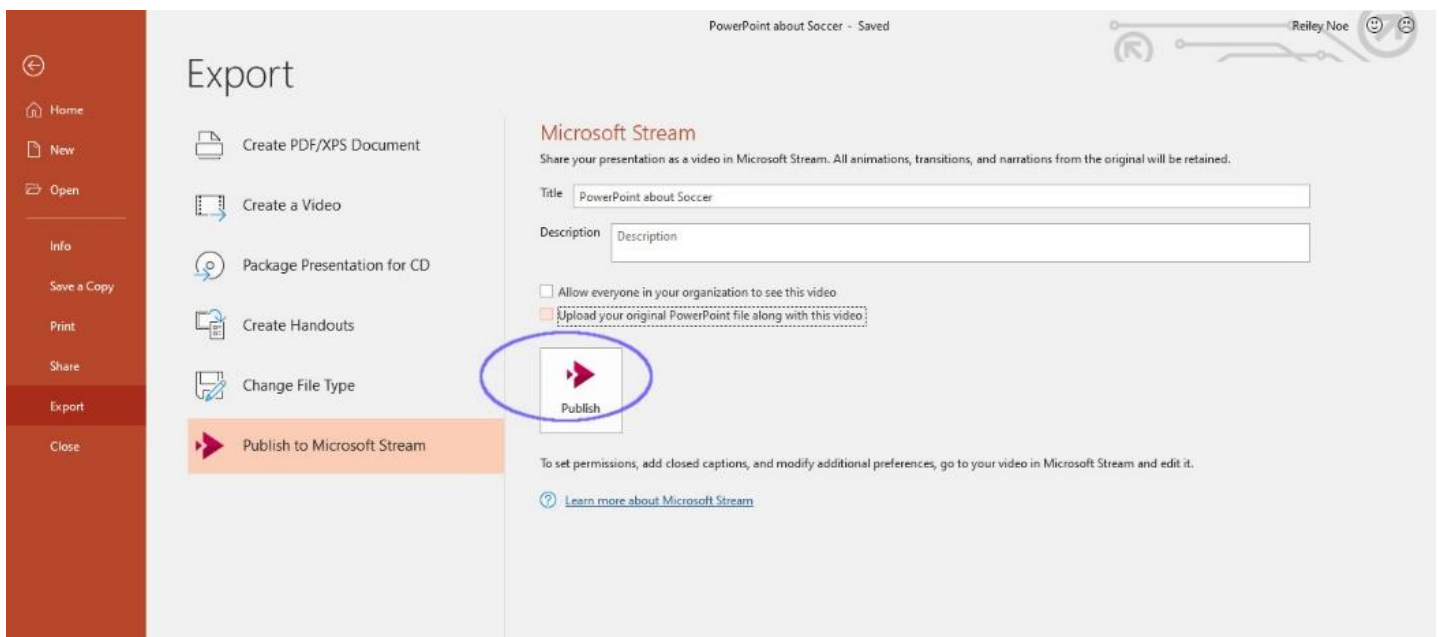 PowerPoint about Soccer - Saved
Reiley Noe
Home
New
Open
Info
Save a Copy
Print
Share
Export
Close
Export
Create PDF/XPS Document
Create a Video
Package Presentation for CD
Create Handouts
Change File Type
Publish to Microsoft Stream
Microsoft Stream
Share your presentation as a video in Microsoft Stream. All animations, transitions, and narrations from the original will be retained.
Title PowerPoint about Soccer
Description Description
Allow everyone in your organization to see this video
Upload your original PowerPoint file along with this video
Publish
To set permissions, add closed captions, and modify additional preferences, go to your video in Microsoft Stream and edit it.
Learn more about Microsoft Stream